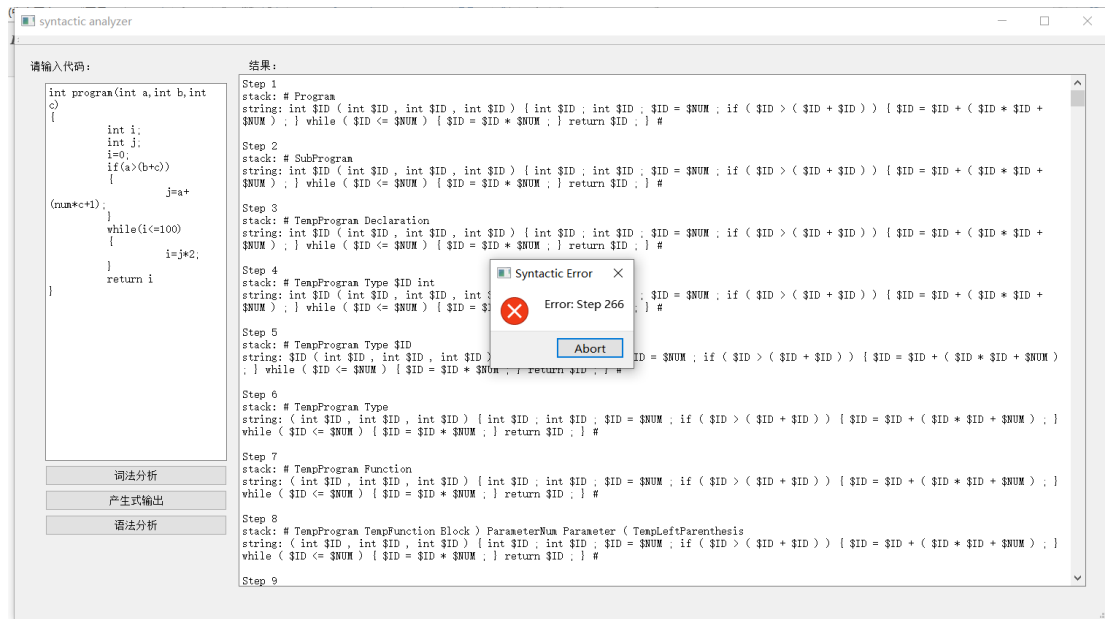 syntactic analyzer
请输入代码:
int program(int a,int b,int
c)
{
int i;
int j;
i=0;
if(a>(b+c))
{
j=a+
(num*c+1);
}
while(i<=100)
{
i=j*2;
}
return i
}
词法分析
产生式输出
语法分析
结果:
Step 1
stack: # Program
string: int $ID ( int $ID , int $ID , int $ID ) { int $ID ; int $ID ; $ID = $NUM ; if ( $ID > ( $ID + $ID ) ) { $ID = $ID + ( $ID * $ID +
$NUM ) ; } while ( $ID <= $NUM ) { $ID = $ID * $NUM ; } return $ID ; } #
Step 2
stack: # SubProgram
string: int $ID ( int $ID , int $ID , int $ID ) { int $ID ; int $ID ; $ID = $NUM ; if ( $ID > ( $ID + $ID ) ) { $ID = $ID + ( $ID * $ID +
$NUM ) ; } while ( $ID <= $NUM ) { $ID = $ID * $NUM ; } return $ID ; } #
Step 3
stack: # TempProgram Declaration
string: int $ID ( int $ID , int $ID , int $ID ) { int $ID ; int $ID ; $ID = $NUM ; if ( $ID > ( $ID + $ID ) ) { $ID = $ID + ( $ID * $ID +
$NUM ) ; } while ( $ID <= $NUM ) { $ID = $ID * $NUM ; } return $ID ; } #
Step 4
stack: # TempProgram Type $ID int
string: int $ID ( int $ID , int $ID , int ; $ID = $NUM ; if ( $ID > ( $ID + $ID ) ) { $ID = $ID + ( $ID * $ID +
$NUM ) ; } while ( $ID <= $NUM ) { $ID = ; } #
Step 5
stack: # TempProgram Type $ID
string: $ID ( int $ID , int $ID , int $ID ID = $NUM ; if ( $ID > ( $ID + $ID ) ) { $ID = $ID + ( $ID * $ID + $NUM )
; } while ( $ID <= $NUM ) { $ID = $ID * $NUM ; } return $ID ; } #
Step 6
stack: # TempProgram Type
string: ( int $ID , int $ID , int $ID ) { int $ID ; int $ID ; $ID = $NUM ; if ( $ID > ( $ID + $ID ) ) { $ID = $ID + ( $ID * $ID + $NUM ) ; }
while ( $ID <= $NUM ) { $ID = $ID * $NUM ; } return $ID ; } #
Step 7
stack: # TempProgram Function
string: ( int $ID , int $ID , int $ID ) { int $ID ; int $ID ; $ID = $NUM ; if ( $ID > ( $ID + $ID ) ) { $ID = $ID + ( $ID * $ID + $NUM ) ; }
while ( $ID <= $NUM ) { $ID = $ID * $NUM ; } return $ID ; } #
Step 8
stack: # TempProgram TempFunction Block ) ParameterNum Parameter ( TempLeftParenthesis
string: ( int $ID , int $ID , int $ID ) { int $ID ; int $ID ; $ID = $NUM ; if ( $ID > ( $ID + $ID ) ) { $ID = $ID + ( $ID * $ID + $NUM ) ; }
while ( $ID <= $NUM ) { $ID = $ID * $NUM ; } return $ID ; } #
Step 9
Syntactic Error
Error: Step 266
Abort